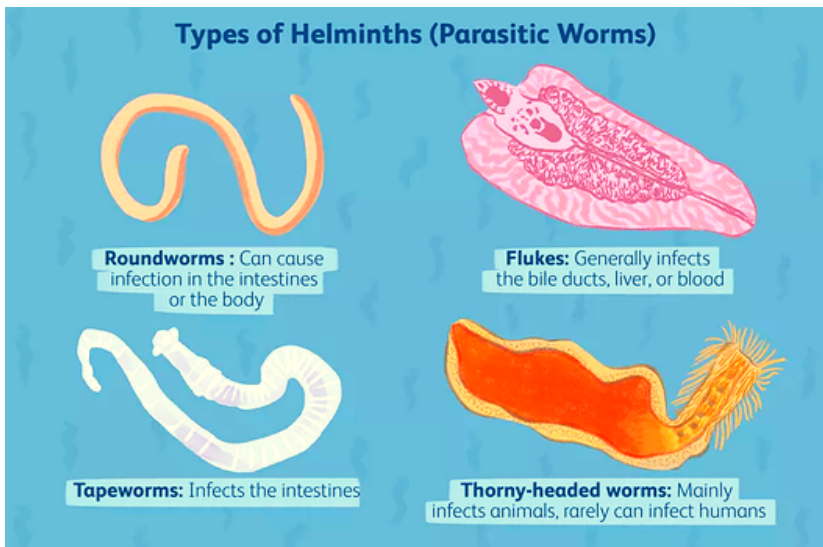 Types of Helminths (Parasitic Worms)
Roundworms : Can cause
infection in the intestines
or the body
Flukes: Generally infects
the bile ducts, liver, or blood
Tapeworms: Infects the intestines
Thorny-headed worms: Mainly
infects animals, rarely can infect humans